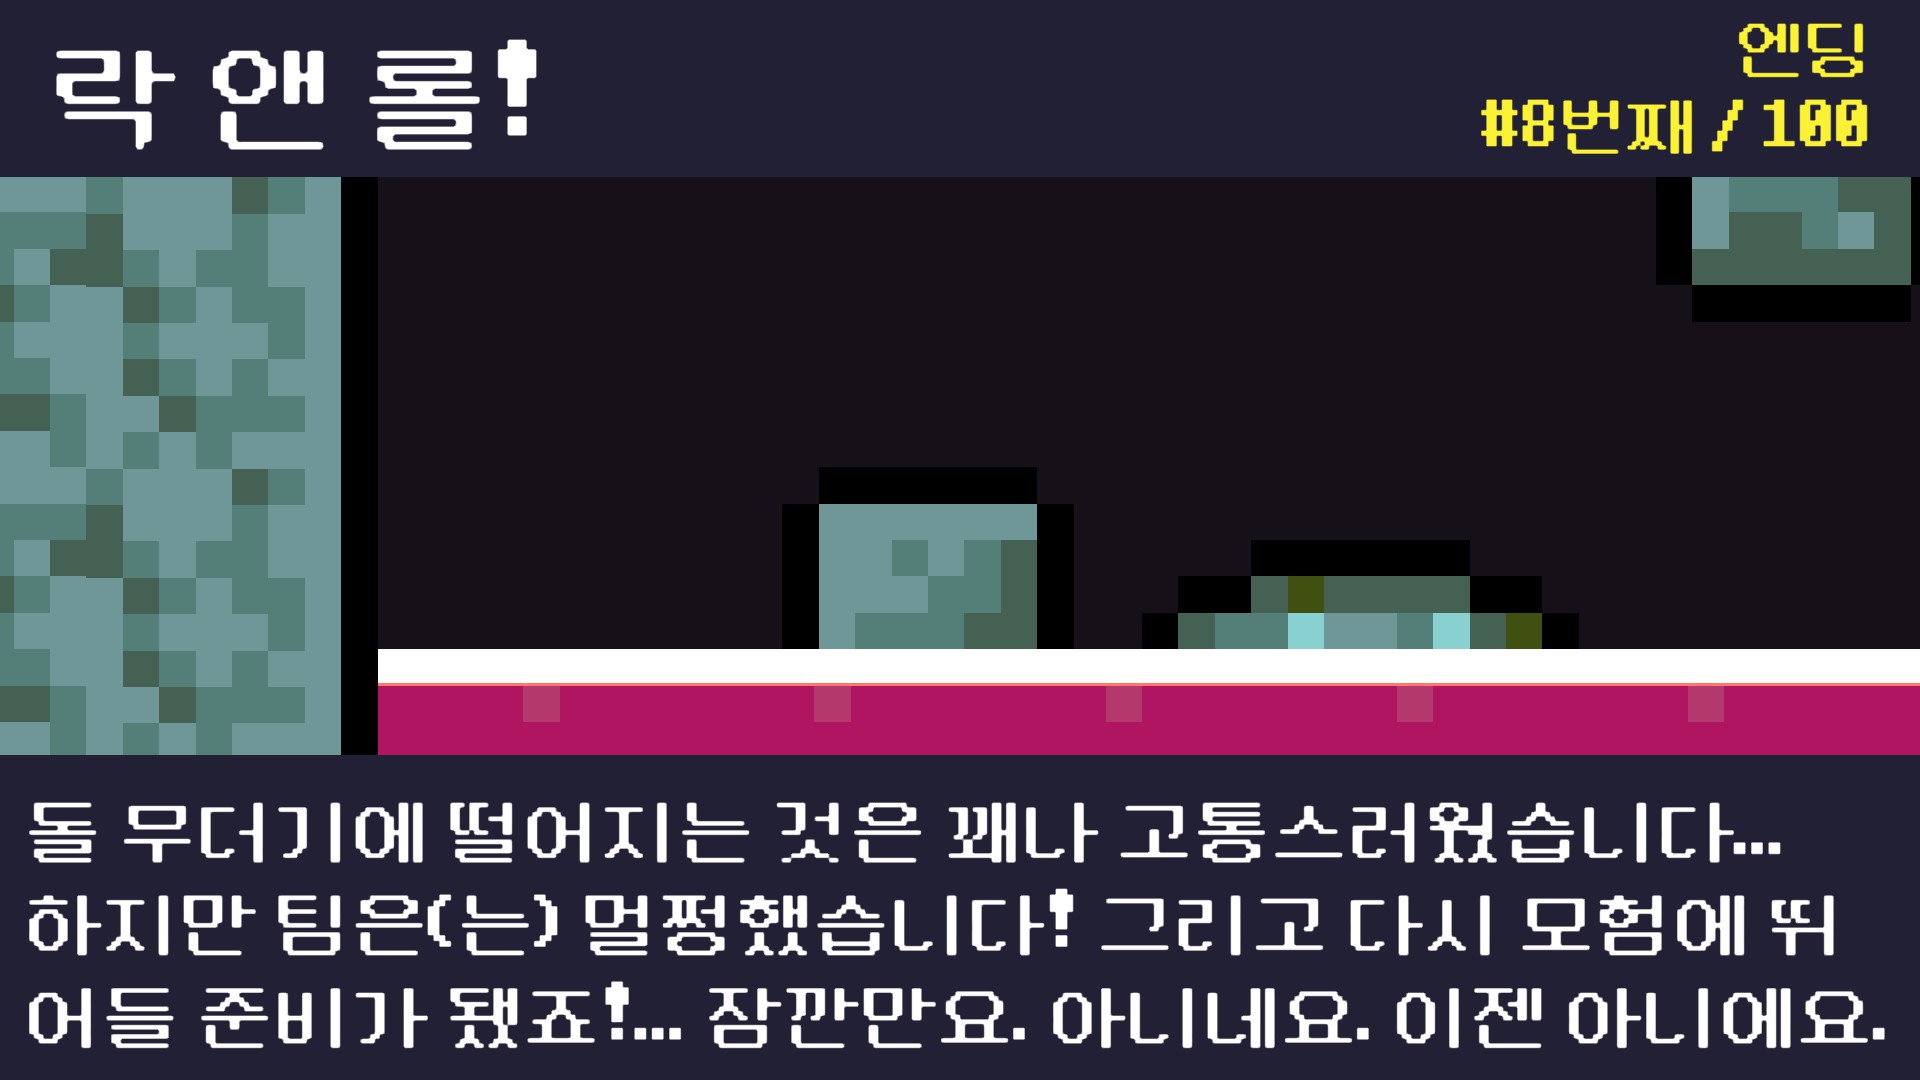 락 앤 롤!
엔딩
#8번째/100
돌 무더기에 떨어지는 것은 꽤나 고통스러웠습니다...
하지만 팀은(는) 멀쩡했습니다! 그리고 다시 모험에 뛰
어들 준비가 됐죠!... 잠깐만요. 아니네요. 이젠 아니에요.